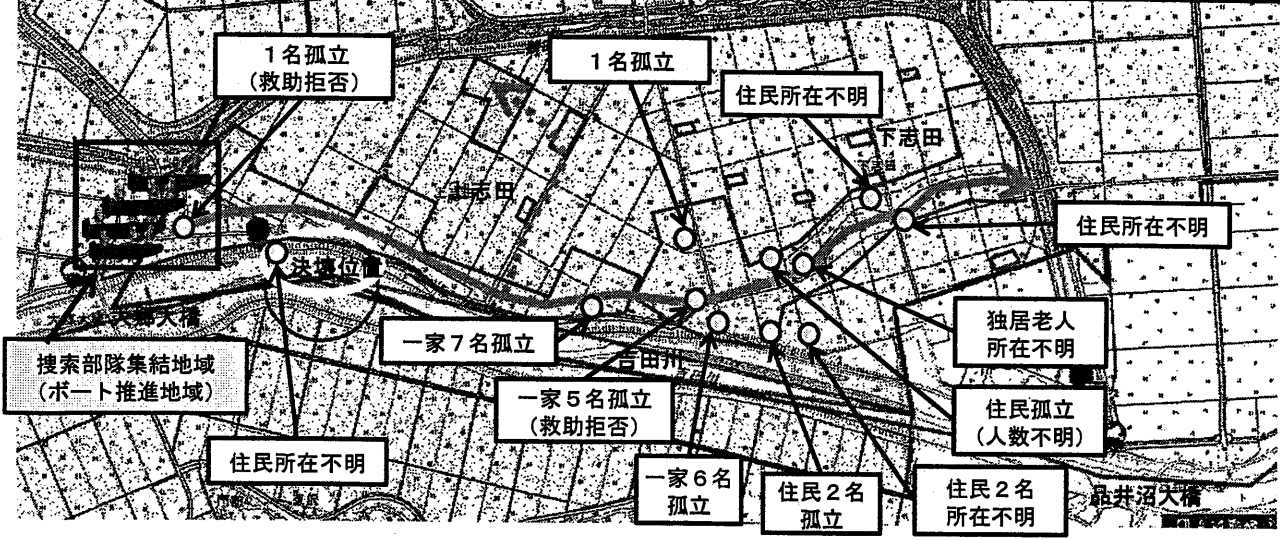 1名孤立
(救助拒否)
1名孤立
住民所在不明
下志田
上志田
住民所在不明
決壊位置
独居老人
所在不明
一家7名孤立
吉田川
捜索部隊集結地域
(ボート推進地域)
一家5名孤立
(救助拒否)
住民孤立
(人数不明)
住民所在不明
一家6名
孤立
住民2名
孤立
住民2名
所在不明
品井沼大橋